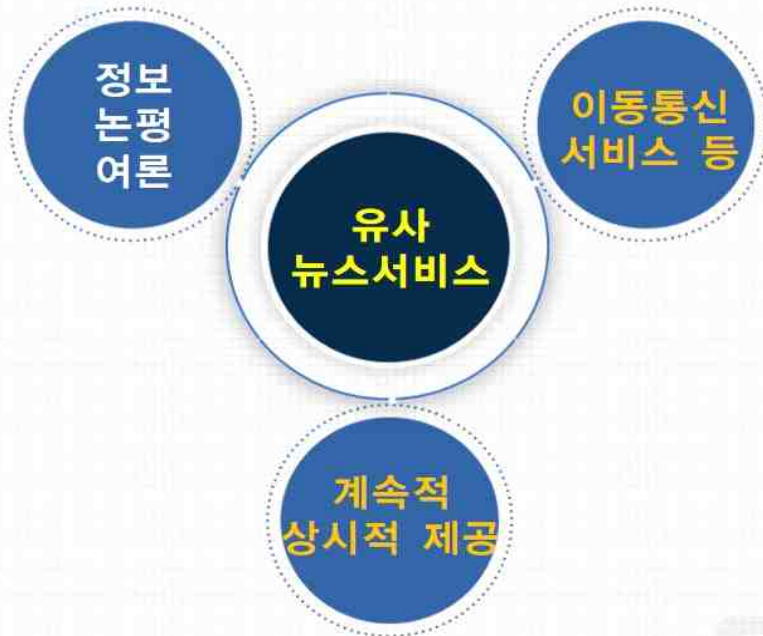 정보
논평
여론
이동통신
서비스 등
유사
뉴스서비스
계속적
상시적 제공